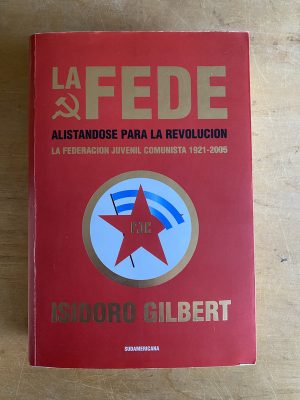 LA FEDE
ALISTANDOSE PARA LA REVOLUCION
LA FEDERACION JUVENIL COMUNISTA 1921-2005
FJC
ISIDORO GILBERT
SUDAMERICANA